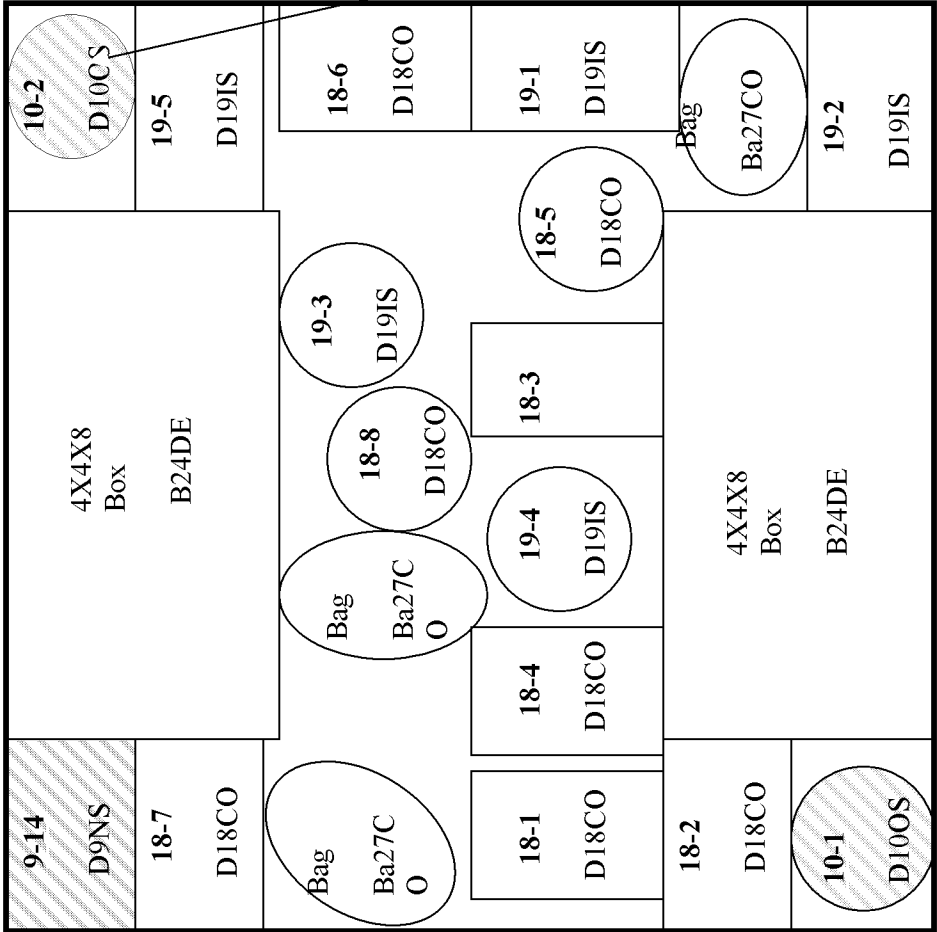 9-14
D9NS
4X4X8
Box
B24DE
10-2
D10OS
18-7
D18CO
19-5
D19IS
Bag
Ba27C
O
Bag
Ba27C
O
18-8
D18CO
19-3
D19IS
18-6
D18CO
18-1
D18CO
18-4
D18CO
19-4
D19IS
18-3
18-5
D18CO
19-1
D19IS
18-2
D18CO
4X4X8
Box
B24DE
Bag
Ba27CO
10-1
D10OS
19-2
D19IS